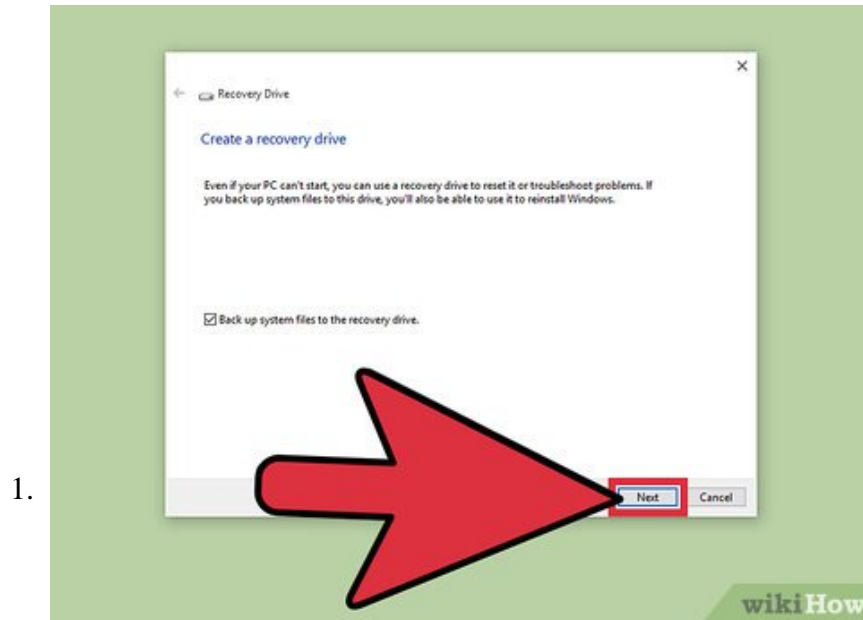 Recovery Drive
Create a recovery drive
Even if your PC can't start, you can use a recovery drive to reset it or troubleshoot problems. If
you back up system files to this drive, you'll also be able to use it to reinstall Windows.
Back up system files to the recovery drive.
1.
Next Cancel
wikiHow